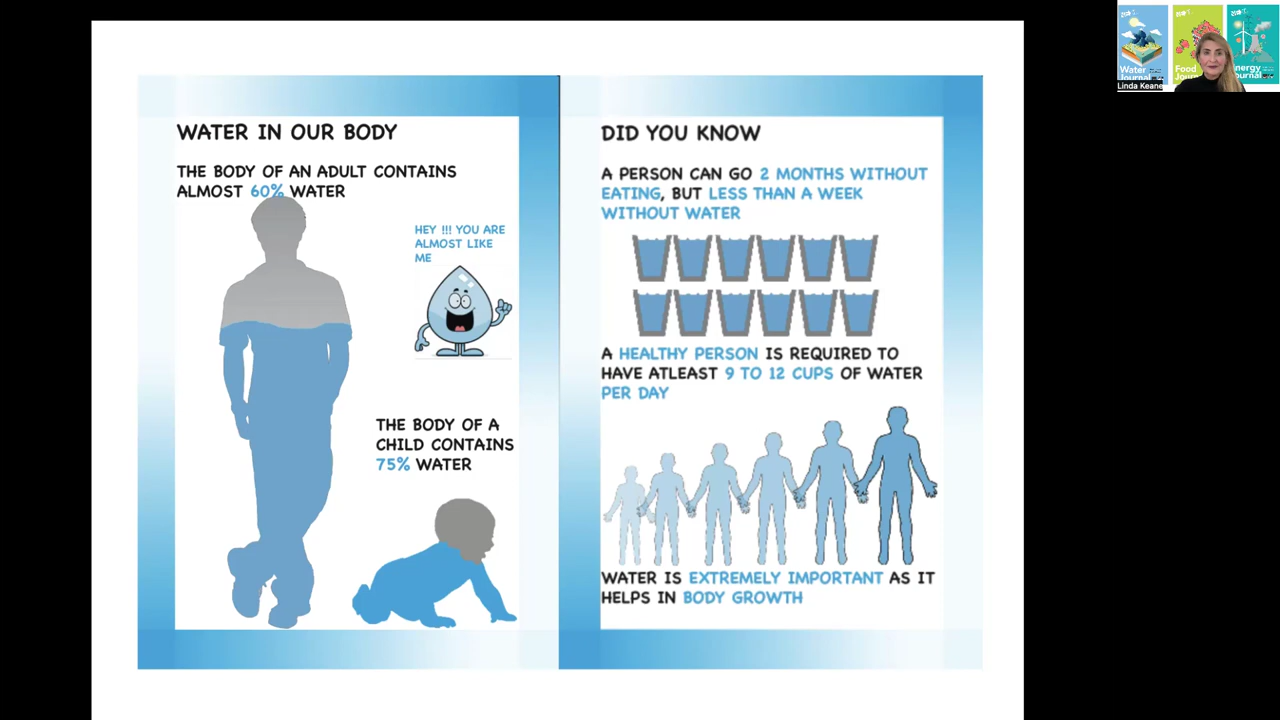 WATER IN OUR BODY
THE BODY OF AN ADULT CONTAINS
ALMOST 60% WATER
HEY !!! YOU ARE
ALMOST LIKE
ME
THE BODY OF A
CHILD CONTAINS
75% WATER
DID YOU KNOW
A PERSON CAN GO 2 MONTHS WITHOUT
EATING, BUT LESS THAN A WEEK
WITHOUT WATER
A HEALTHY PERSON IS REQUIRED TO
HAVE ATLEAST 9 TO 12 CUPS OF WATER
PER DAY
WATER IS EXTREMELY IMPORTANT AS IT
HELPS IN BODY GROWTH
Water
Journal
Food
Energy
Linda Keane